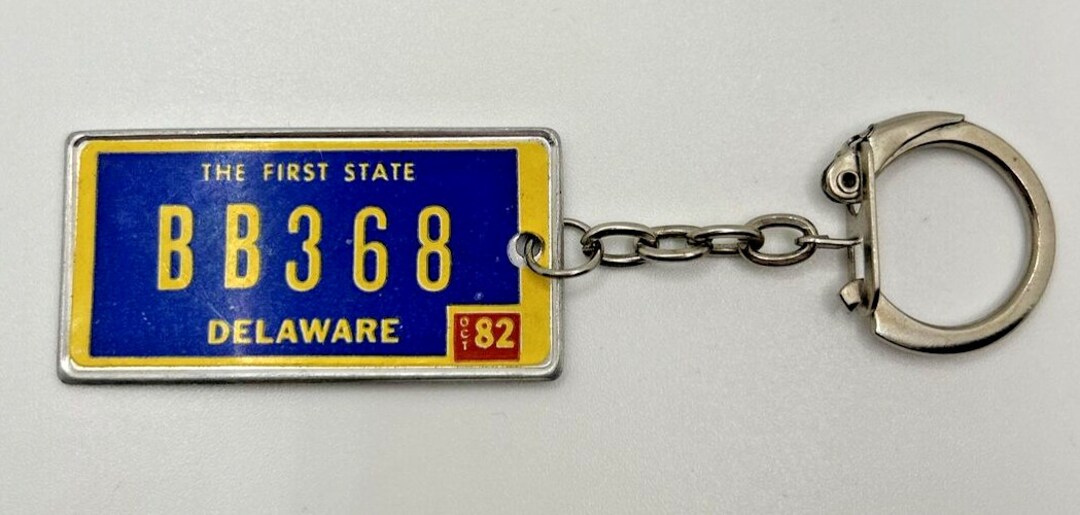 THE FIRST STATE
BB368
DELAWARE
OCT 82